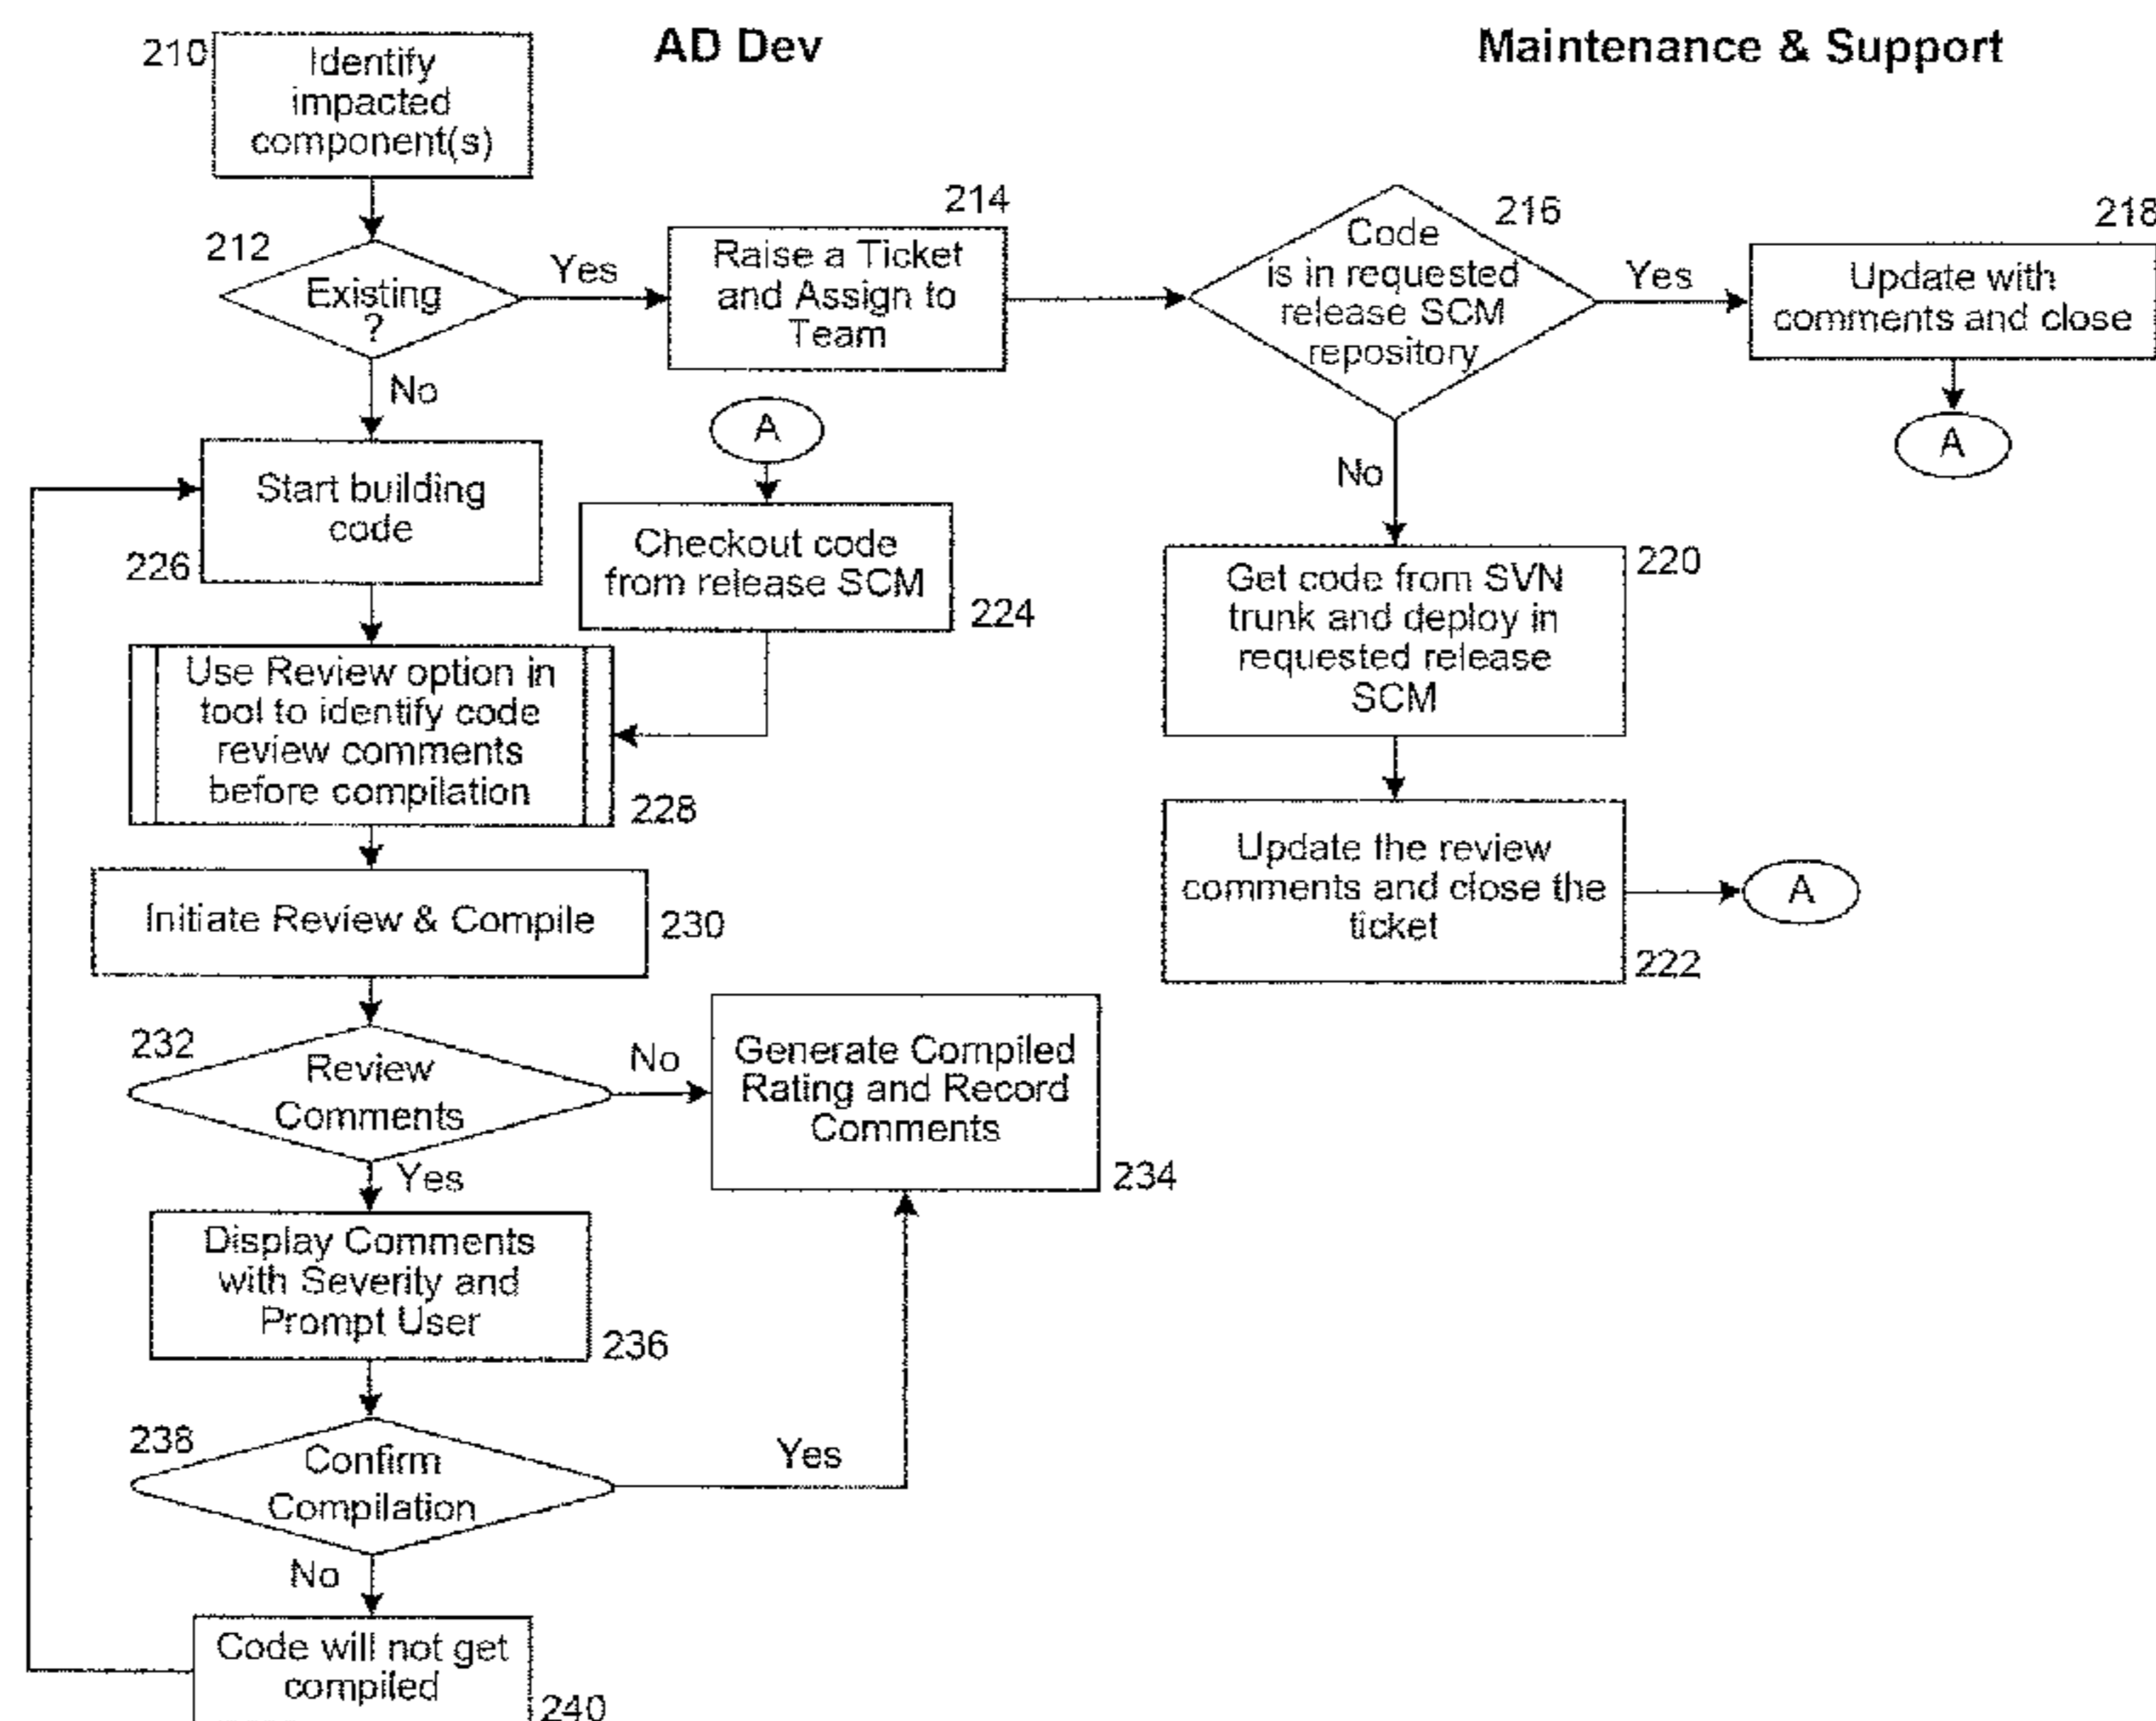 AD Dev
Maintenance & Support
210
Identify
impacted
component(s)
212
Existing
?
Yes
No
214
Raise a Ticket
and Assign to
Team
216
Code
is in requested
release SCM
repository
Yes
No
218
Update with
comments and close
A
A
Checkout code
from release SCM
224
Start building
code
226
220
Get code from SVN
trunk and deploy in
requested release
SCM
Use Review option in
tool to identify code
review comments
before compilation
228
Update the review
comments and close the
ticket
222
A
Initiate Review & Compile
230
232
Review
Comments
No
Yes
Generate Compiled
Rating and Record
Comments
234
Display Comments
with Severity and
Prompt User
236
238
Confirm
Compilation
Yes
No
Code will not get
compiled
240